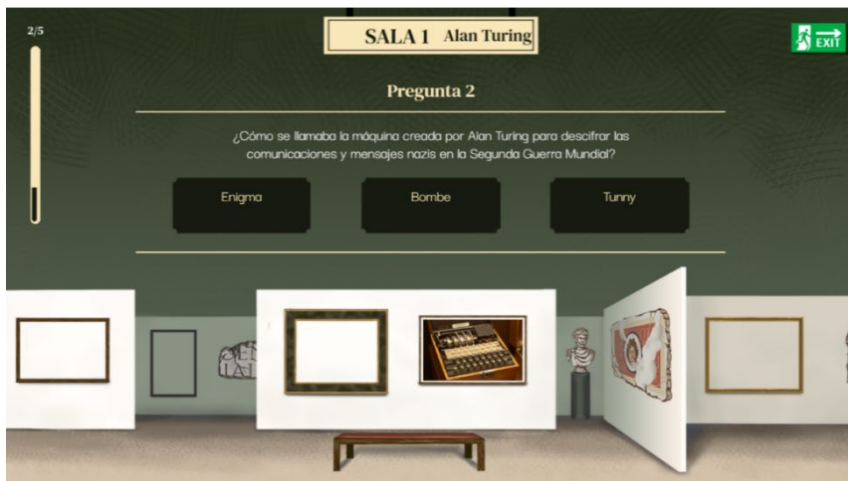 2/5
SALA 1 Alan Turing
EXIT
Pregunta 2
¿Cómo se llamaba la máquina creada por Alan Turing para descifrar las
comunicaciones y mensajes nazis en la Segunda Guerra Mundial?
Enigma
Bombe
Tunny